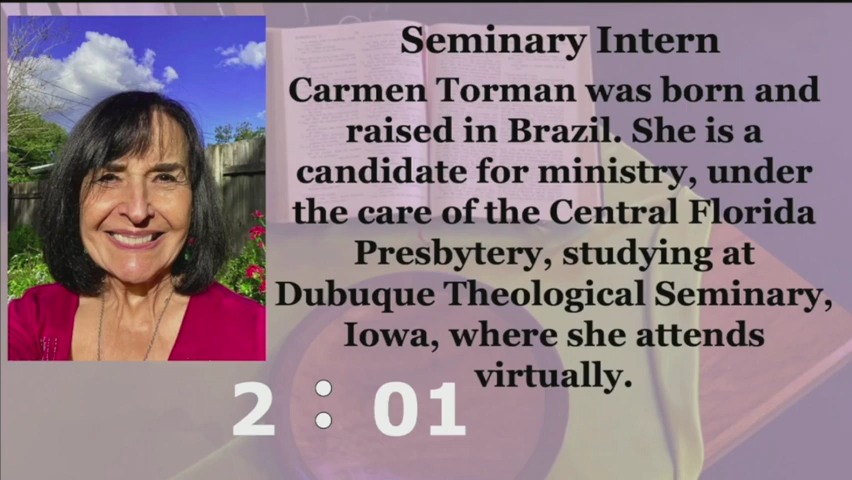 Seminary Intern
Carmen Torman was born and
raised in Brazil. She is a
candidate for ministry, under
the care of the Central Florida
Presbytery, studying at
Dubuque Theological Seminary,
Iowa, where she attends
virtually.
2 : 01